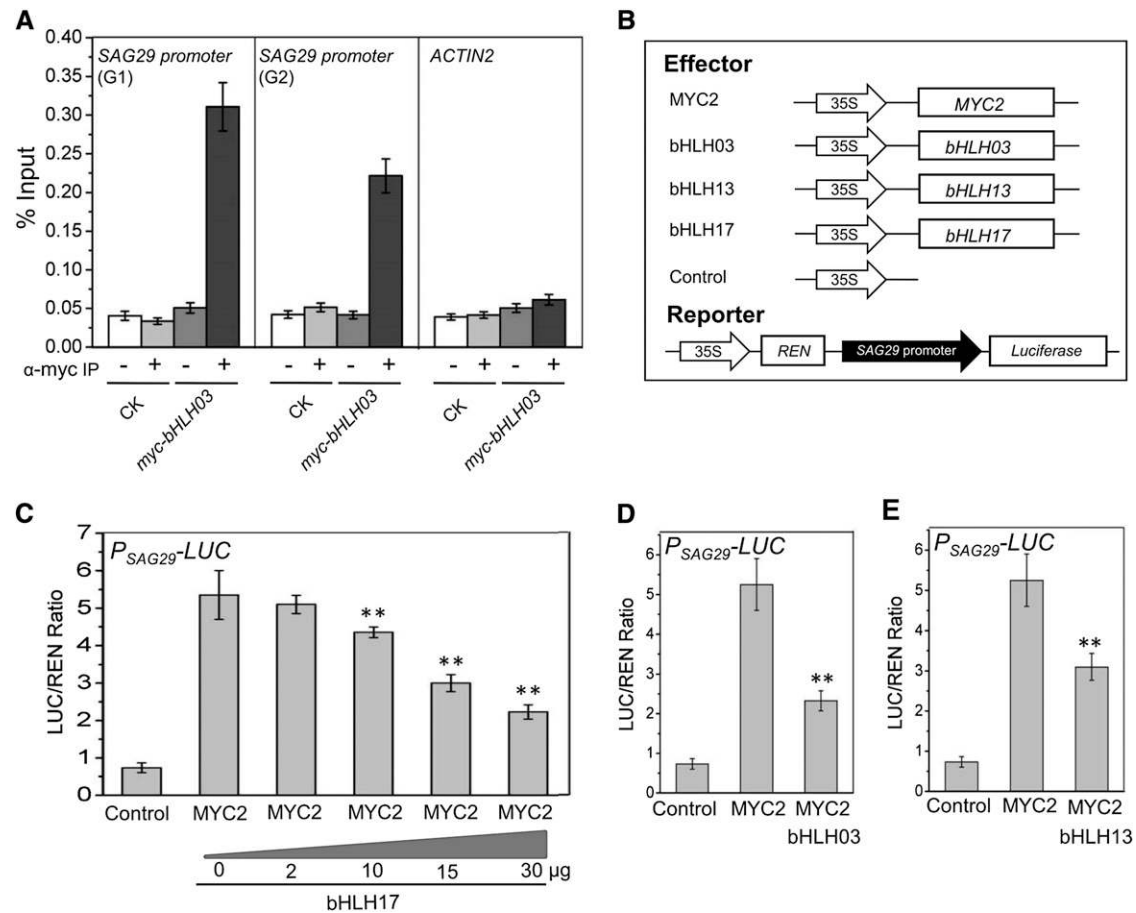 A
SAG29 promoter
(G1)
SAG29 promoter
(G2)
ACTIN2
% Input
0.40
0.35
0.30
0.25
0.20
0.15
0.10
0.05
0.00
α-myc IP
- + - + - + - + - + - +
CK
myc-bHLH03
CK
myc-bHLH03
CK
myc-bHLH03
B
Effector
MYC2 35S MYC2
bHLH03 35S bHLH03
bHLH13 35S bHLH13
bHLH17 35S bHLH17
Control 35S
Reporter
35S REN SAG29 promoter Luciferase
C
PSAG29-LUC
LUC/REN Ratio
7
6
5
4
3
2
1
0
** ** **
Control MYC2 MYC2 MYC2 MYC2 MYC2
0 2 10 15 30 μg
bHLH17
D
PSAG29-LUC
LUC/REN Ratio
6
5
4
3
2
1
0
**
Control MYC2 MYC2
bHLH03
E
PSAG29-LUC
LUC/REN Ratio
6
5
4
3
2
1
0
**
Control MYC2 MYC2
bHLH13